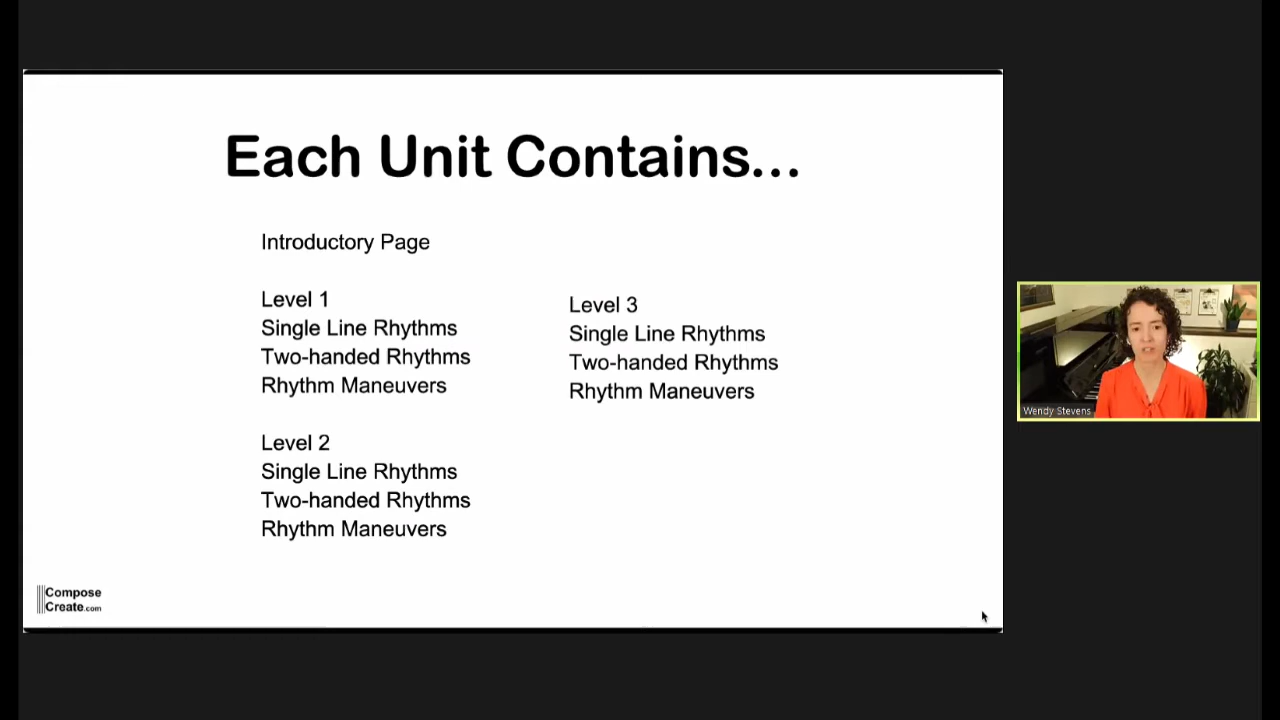 Each Unit Contains...
Introductory Page
Level 1
Single Line Rhythms
Two-handed Rhythms
Rhythm Maneuvers
Level 2
Single Line Rhythms
Two-handed Rhythms
Rhythm Maneuvers
Level 3
Single Line Rhythms
Two-handed Rhythms
Rhythm Maneuvers
Compose
Create.com
Wendy Stevens